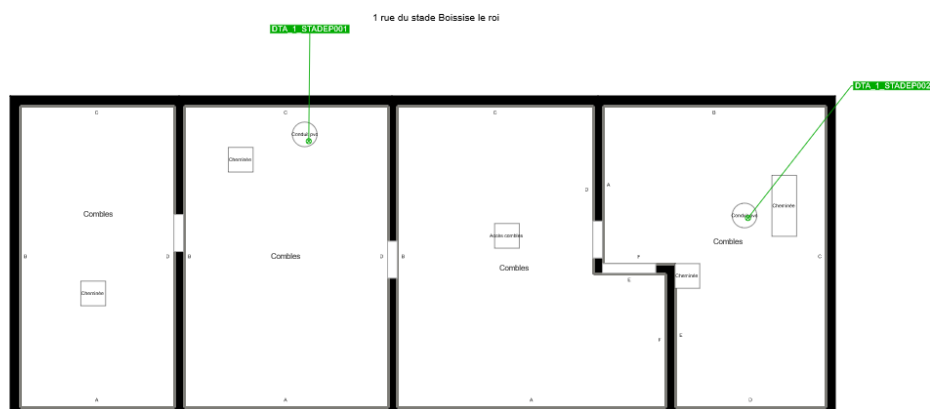 1 rue du stade Boissise le roi
DTA_1_STADEP001
DTA_1_STADEP002
C
C
C
B
Conduit pvc
Cheminée
D
A
Cheminée
Combles
Conduit pvc
Accès combles
Combles
B
D
B
Combles
D
B
Combles
F
C
Cheminée
E
Cheminée
E
F
A
A
A
D